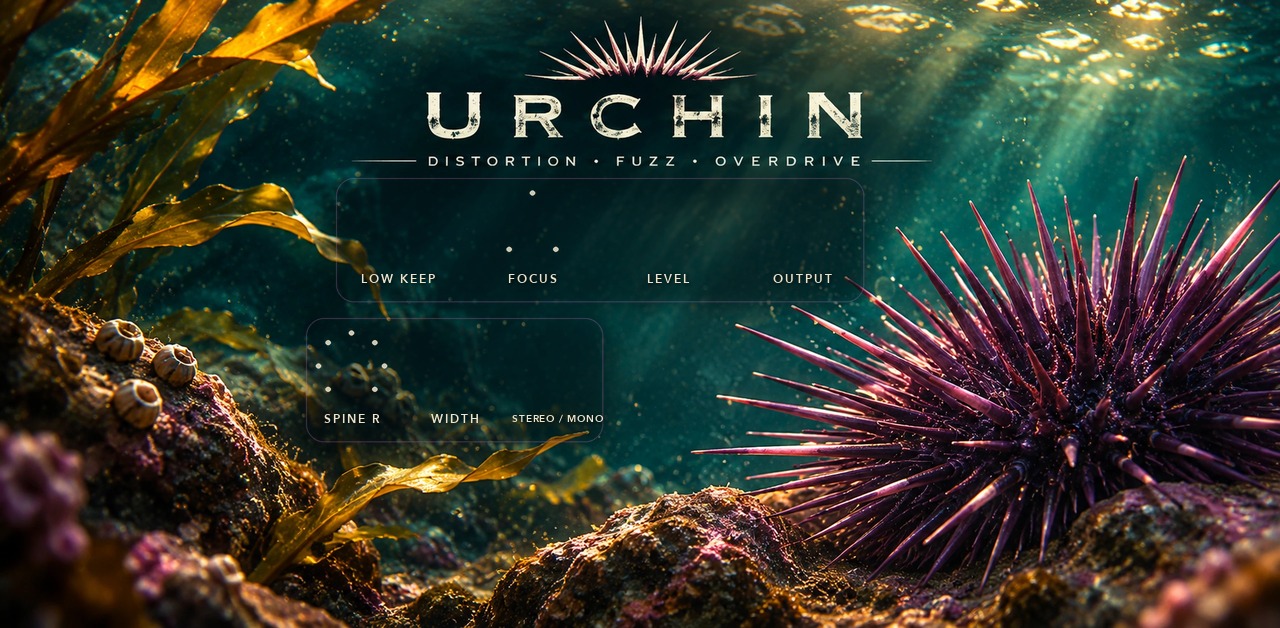 URCHIN
DISTORTION • FUZZ • OVERDRIVE
LOW KEEP FOCUS LEVEL OUTPUT
SPINE R WIDTH STEREO / MONO